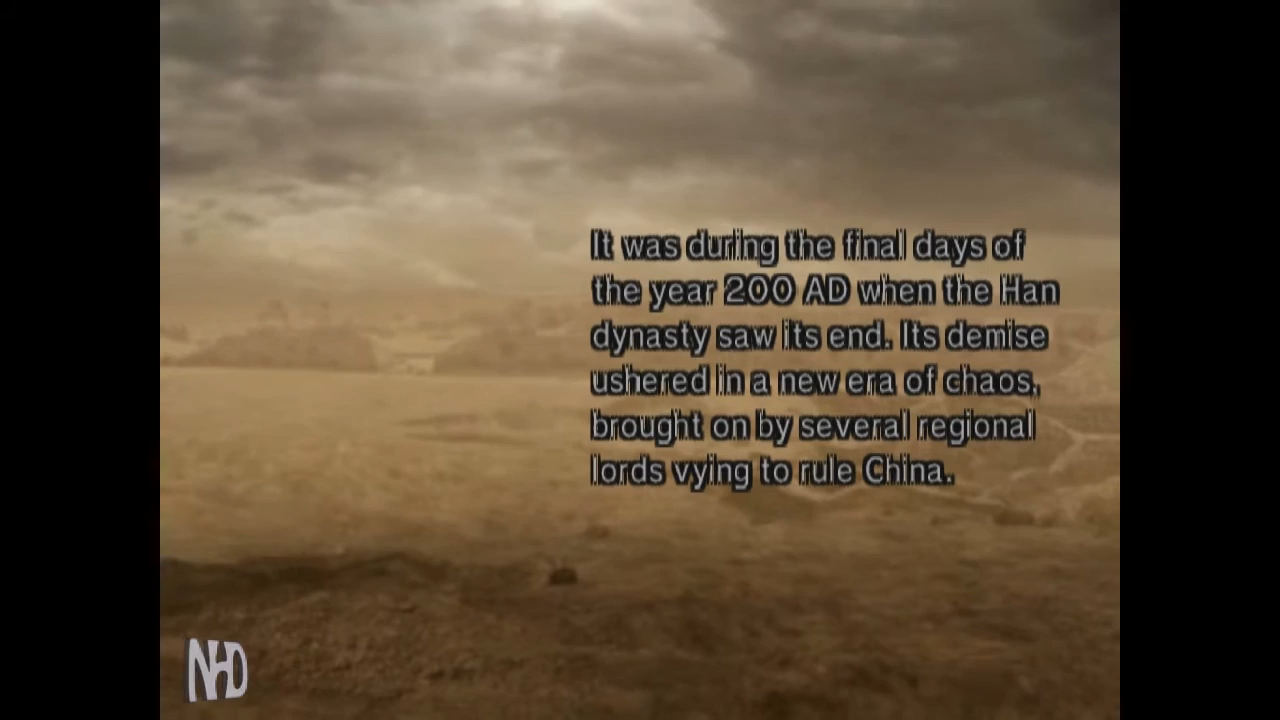 It was during the final days of
the year 200 AD when the Han
dynasty saw its end. Its demise
ushered in a new era of chaos,
brought on by several regional
lords vying to rule China.
NHD